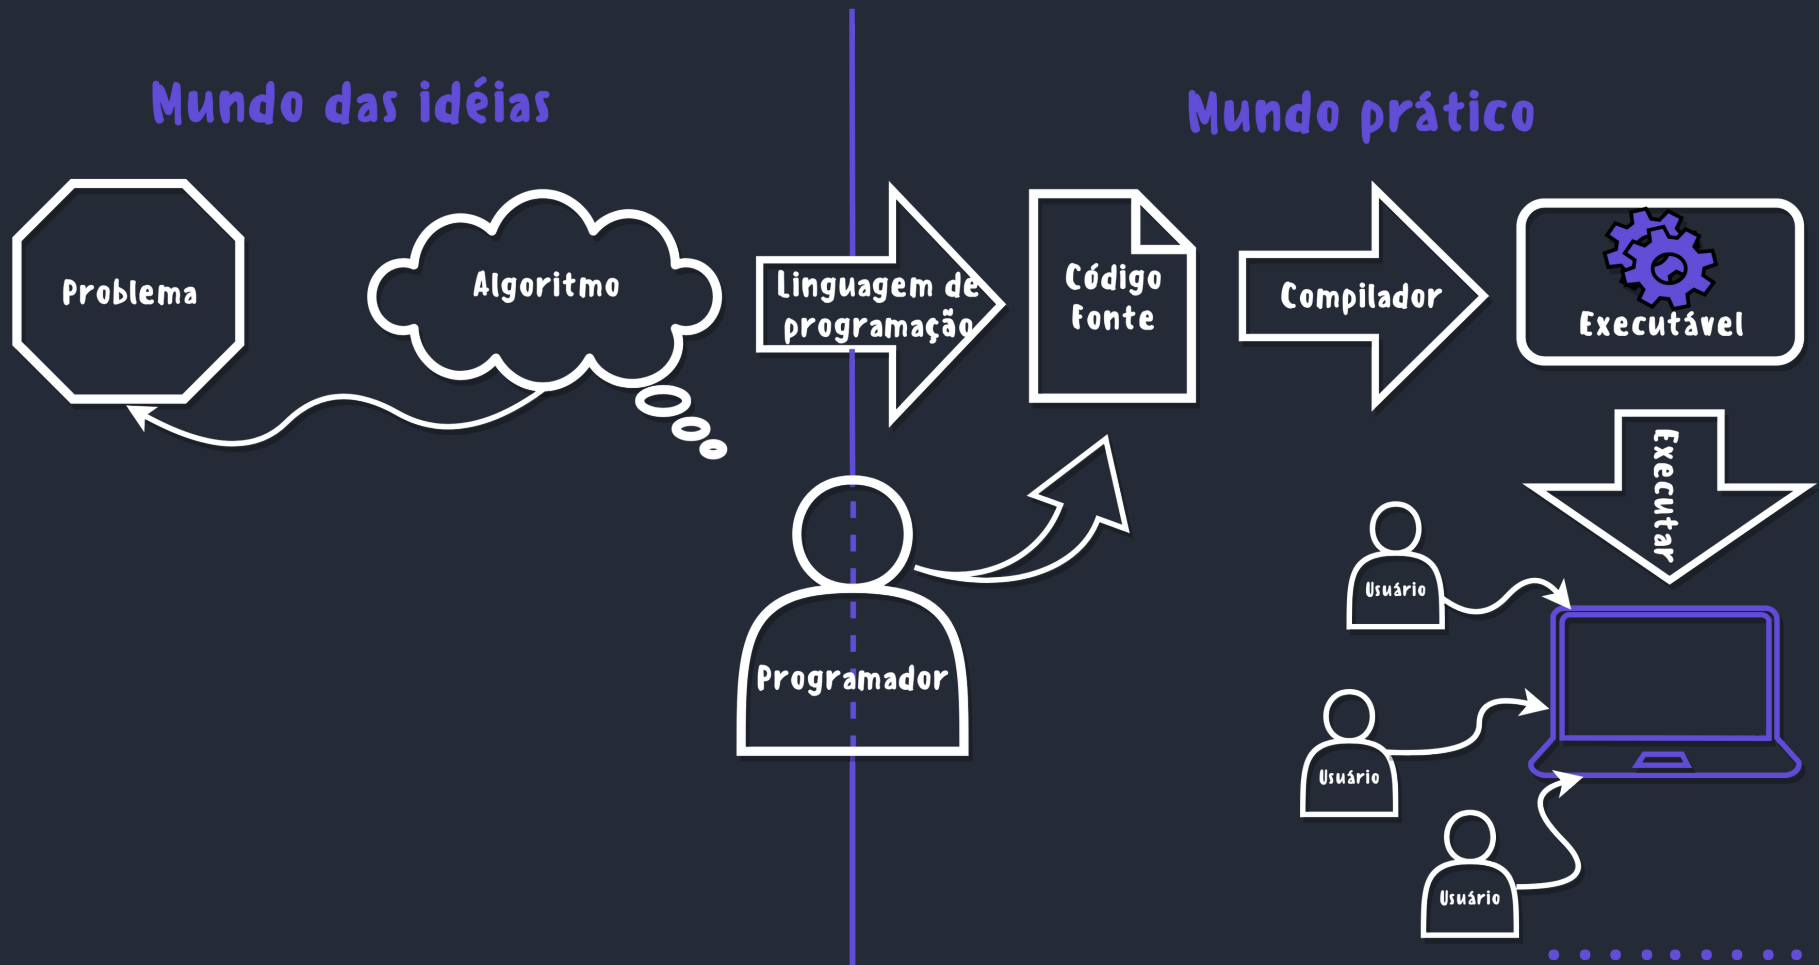 Mundo das idéias
Mundo prático
Problema
Algoritmo
Linguagem de
programação
Código
Fonte
Compilador
Executável
Executar
Programador
Usuário
Usuário
Usuário